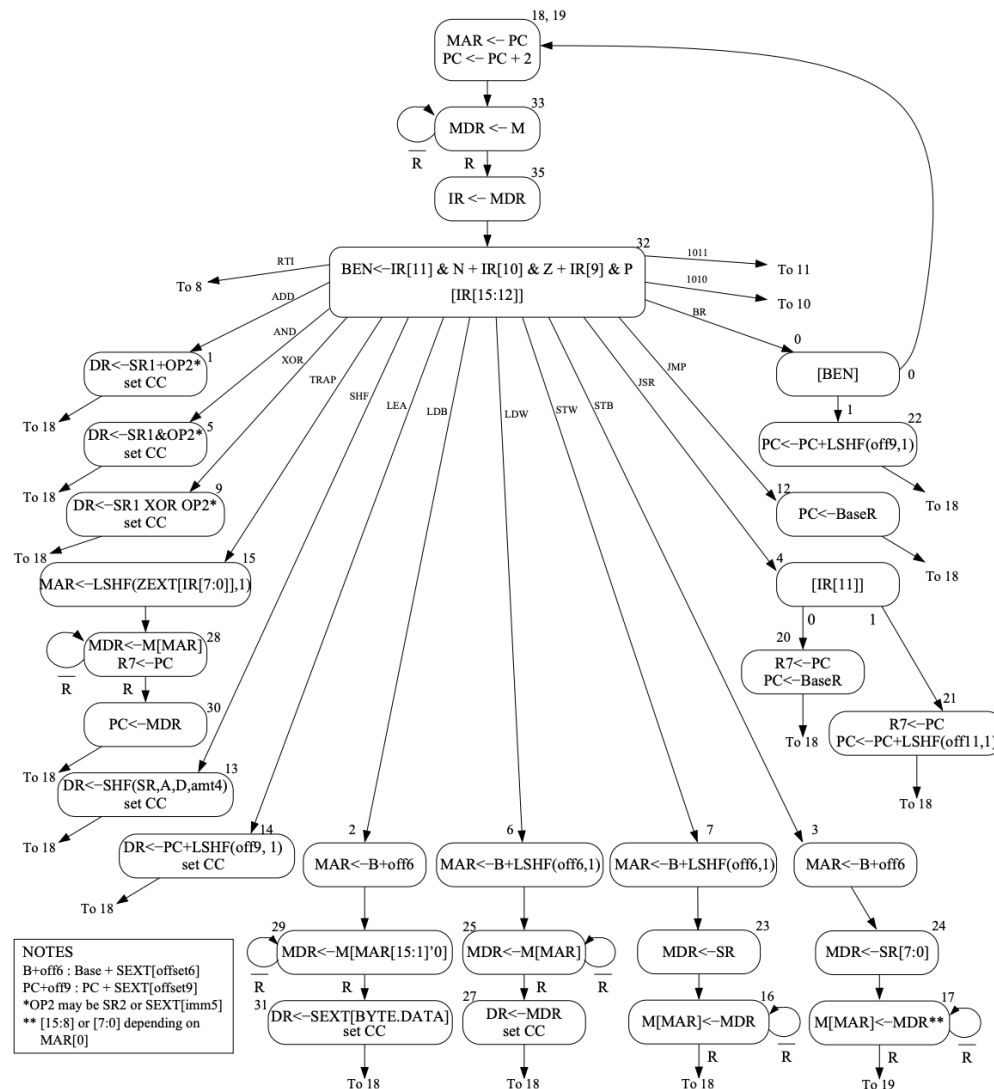 18, 19
MAR <– PC
PC <– PC + 2
33
MDR <– M
R
R
35
IR <– MDR
32
BEN<–IR[11] & N + IR[10] & Z + IR[9] & P
[IR[15:12]]
RTI
To 8
1011
To 11
1010
To 10
ADD
AND
XOR
TRAP
SHF
LEA
LDB
LDW
STW
STB
JSR
JMP
BR
1
DR<–SR1+OP2*
set CC
To 18
5
DR<–SR1&OP2*
set CC
To 18
9
DR<–SR1 XOR OP2*
set CC
To 18
15
MAR<–LSHF(ZEXT[IR[7:0]],1)
28
MDR<–M[MAR]
R7<–PC
R
R
30
PC<–MDR
To 18
13
DR<–SHF(SR,A,D,amt4)
set CC
To 18
14
DR<–PC+LSHF(off9, 1)
set CC
To 18
0
[BEN]
0
1
22
PC<–PC+LSHF(off9,1)
To 18
12
PC<–BaseR
To 18
4
[IR[11]]
0
1
20
R7<–PC
PC<–BaseR
To 18
21
R7<–PC
PC<–PC+LSHF(off11,1)
To 18
2
MAR<–B+off6
29
MDR<–M[MAR[15:1]’0]
R
R
31
DR<–SEXT[BYTE.DATA]
set CC
To 18
6
MAR<–B+LSHF(off6,1)
25
MDR<–M[MAR]
R
R
27
DR<–MDR
set CC
To 18
7
MAR<–B+LSHF(off6,1)
23
MDR<–SR
16
M[MAR]<–MDR
R
R
To 18
3
MAR<–B+off6
24
MDR<–SR[7:0]
17
M[MAR]<–MDR**
R
R
To 19
NOTES
B+off6 : Base + SEXT[offset6]
PC+off9 : PC + SEXT[offset9]
*OP2 may be SR2 or SEXT[imm5]
** [15:8] or [7:0] depending on
MAR[0]